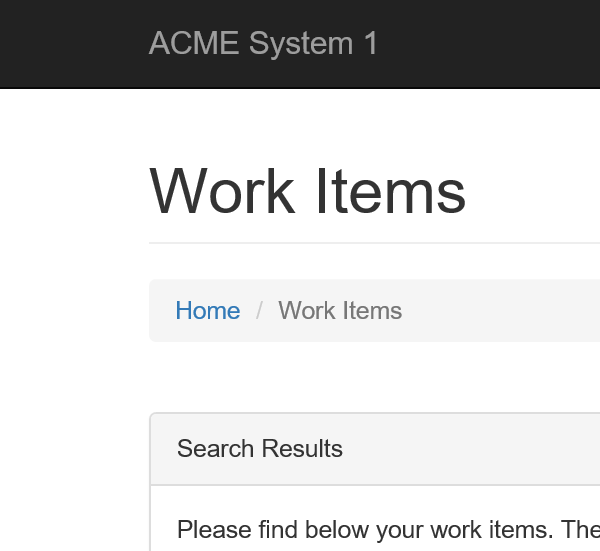 ACME System 1
Work Items
Home / Work Items
Search Results
Please find below your work items. The